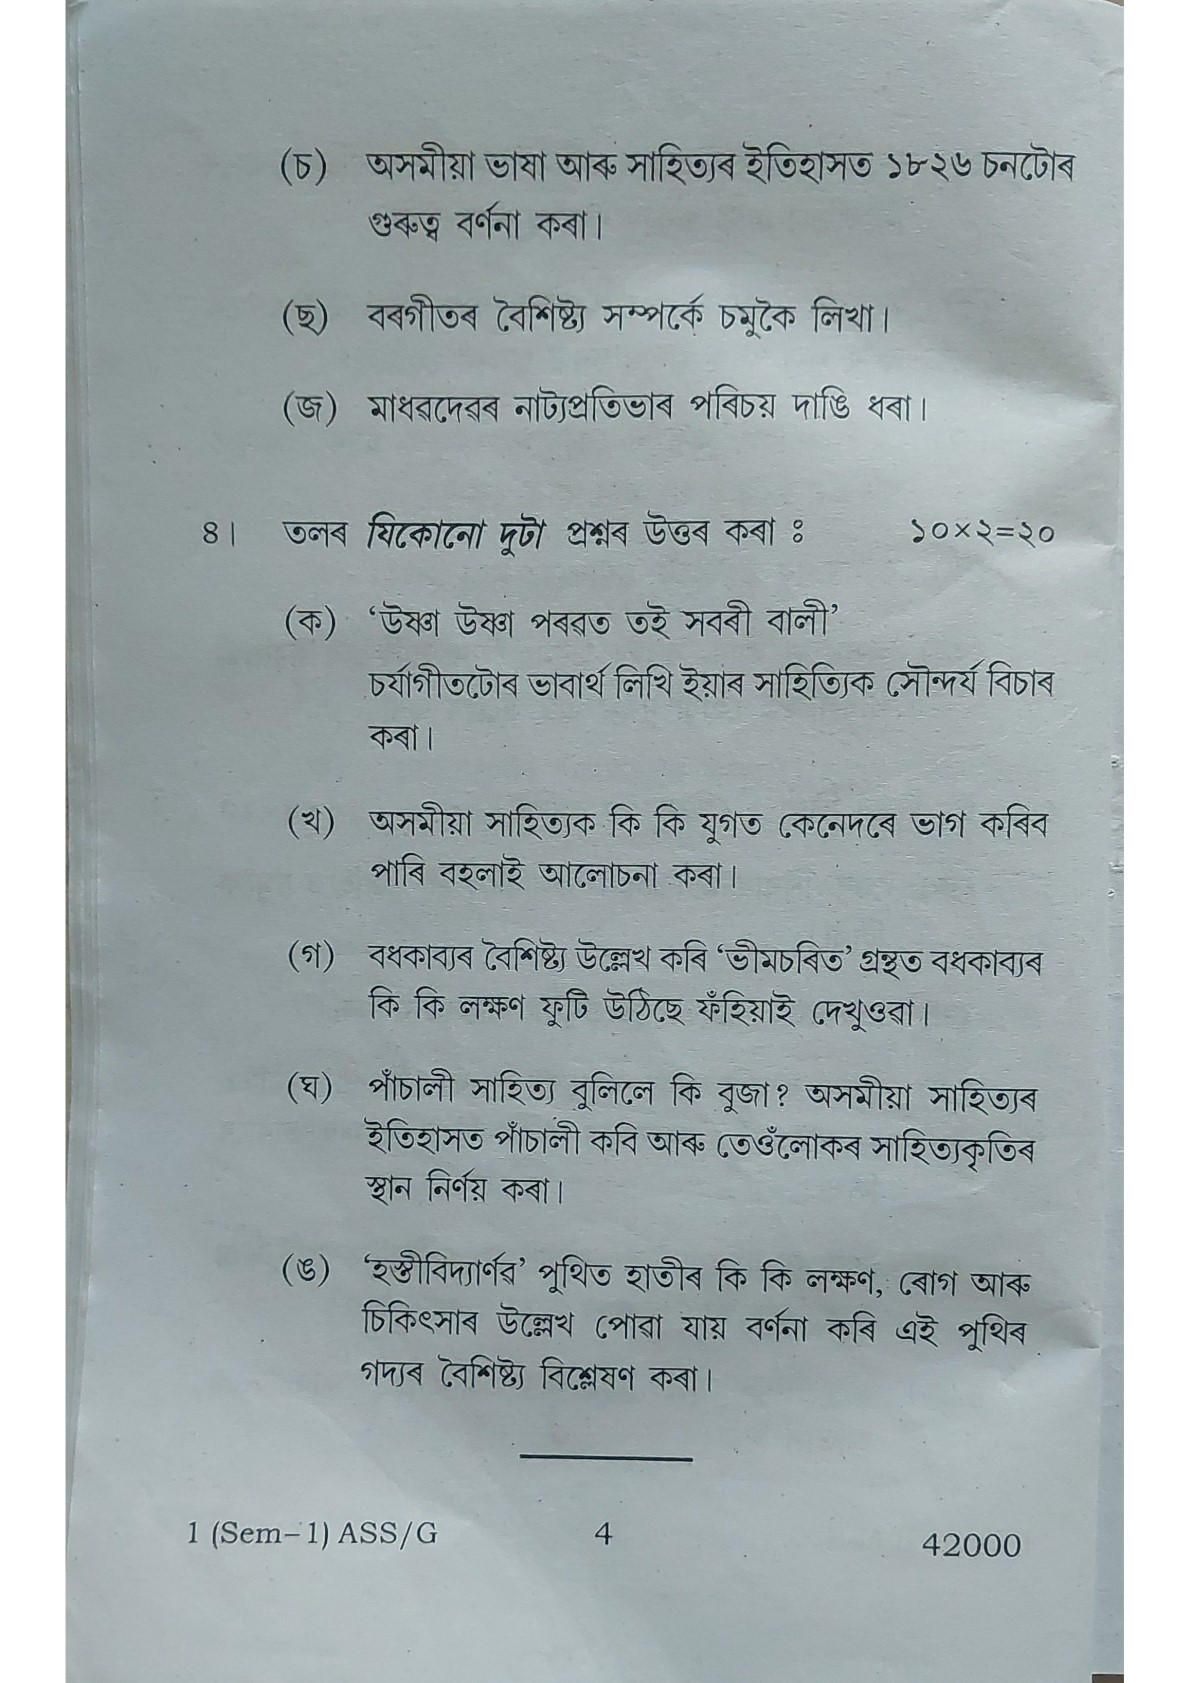 (চ) অসমীয়া ভাষা আৰু সাহিত্যৰ ইতিহাসত ১৮২৬ চনটোৰ
গুৰুত্ব বৰ্ণনা কৰা।
(ছ) বৰগীতৰ বৈশিষ্ট্য সম্পৰ্কে চমুকৈ লিখা।
(জ) মাধৱদেৱৰ নাট্যপ্ৰতিভাৰ পৰিচয় দাঙি ধৰা।
৪। তলৰ যিকোনো দুটা প্ৰশ্নৰ উত্তৰ কৰা ঃ ১০×২=২০
(ক) ‘উষ্ণা উষ্ণা পৰৱত তই সবৰী বালী’
চৰ্যাগীতটোৰ ভাবাৰ্থ লিখি ইয়াৰ সাহিত্যিক সৌন্দৰ্য বিচাৰ
কৰা।
(খ) অসমীয়া সাহিত্যক কি কি যুগত কেনেদৰে ভাগ কৰিব
পাৰি বহলাই আলোচনা কৰা।
(গ) বধকাব্যৰ বৈশিষ্ট্য উল্লেখ কৰি ‘ভীমচৰিত’ গ্ৰন্থত বধকাব্যৰ
কি কি লক্ষণ ফুটি উঠিছে ফঁহিয়াই দেখুওৱা।
(ঘ) পাঁচালী সাহিত্য বুলিলে কি বুজা? অসমীয়া সাহিত্যৰ
ইতিহাসত পাঁচালী কবি আৰু তেওঁলোকৰ সাহিত্যকৃতিৰ
স্থান নিৰ্ণয় কৰা।
(ঙ) ‘হস্তীবিদ্যাৰ্ণৱ’ পুথিত হাতীৰ কি কি লক্ষণ, ৰোগ আৰু
চিকিৎসাৰ উল্লেখ পোৱা যায় বৰ্ণনা কৰি এই পুথিৰ
গদ্যৰ বৈশিষ্ট্য বিশ্লেষণ কৰা।
1 (Sem–1) ASS/G 4 42000